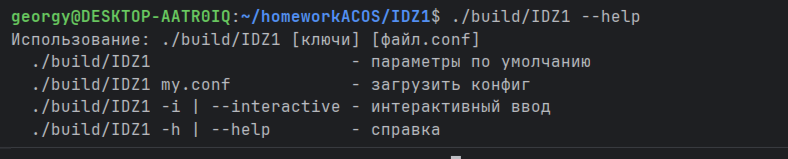 georgy@DESKTOP-AATR0IQ:~/homeworkACOS/IDZ1$ ./build/IDZ1 --help
Использование: ./build/IDZ1 [ключи] [файл.conf]
  ./build/IDZ1                    - параметры по умолчанию
  ./build/IDZ1 my.conf            - загрузить конфиг
  ./build/IDZ1 -i | --interactive - интерактивный ввод
  ./build/IDZ1 -h | --help        - справка